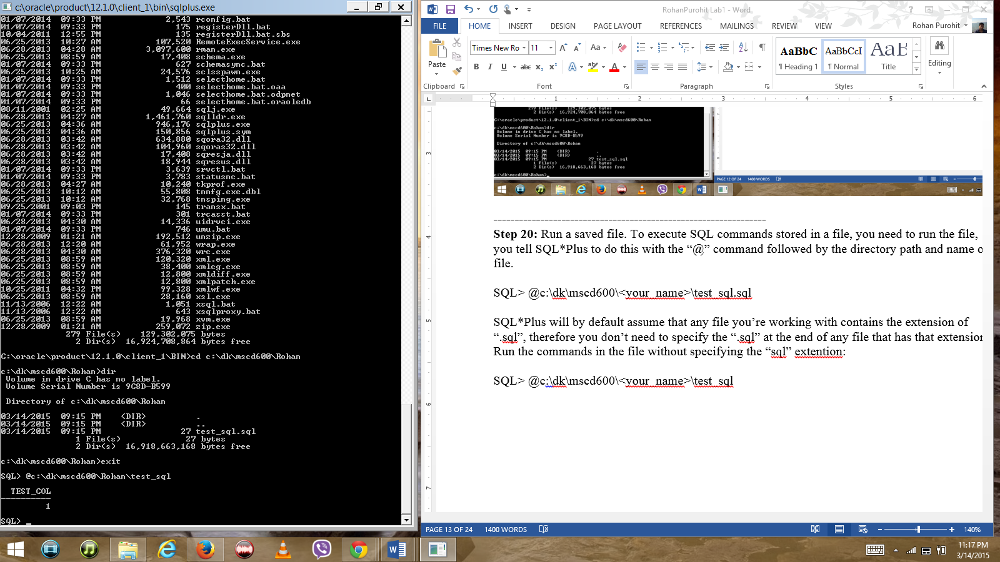 c:\oracle\product\12.1.0\client_1\bin\sqlplus.exe
01/07/2014 09:33 PM 2,543 rconfig.bat
01/07/2014 09:33 PM 175 registerDll.bat
10/04/2011 12:55 PM 135 registerDll.bat.sbs
06/25/2013 10:27 AM 107,520 RemoteExecService.exe
06/28/2013 04:28 AM 3,097,600 rman.exe
06/25/2013 08:59 AM 17,408 schema.exe
01/07/2014 09:33 PM 627 schemasync.bat
06/25/2013 10:25 AM 24,576 sclsspawn.exe
01/07/2014 09:33 PM 1,512 selecthome.bat
01/07/2014 09:33 PM 400 selecthome.bat.oaa
01/07/2014 09:33 PM 1,046 selecthome.bat.odpnet
01/07/2014 09:33 PM 66 selecthome.bat.oraoledb
08/11/2001 02:25 AM 49,664 sqlj.exe
06/28/2013 04:27 AM 1,461,760 sqlldr.exe
06/25/2013 04:36 AM 946,176 sqlplus.exe
06/25/2013 04:36 AM 150,856 sqlplus.sym
06/28/2013 03:42 AM 634,880 sqora32.dll
06/28/2013 03:42 AM 104,960 sqoras32.dll
06/28/2013 03:42 AM 17,408 sqresja.dll
06/28/2013 03:42 AM 18,944 sqresus.dll
01/07/2014 09:33 PM 3,639 srvctl.bat
01/07/2014 09:33 PM 3,783 statusnc.bat
06/28/2013 04:27 AM 10,240 tkprof.exe
06/25/2013 10:12 AM 55,808 tnnfg.exe.dbl
06/25/2013 10:12 AM 32,768 tnsping.exe
09/25/2001 09:03 PM 145 transx.bat
01/07/2014 09:33 PM 301 trcasst.bat
06/28/2013 04:30 AM 14,336 uidrvci.exe
01/07/2014 09:33 PM 746 umu.bat
12/28/2009 01:21 AM 192,512 unzip.exe
06/28/2013 12:20 AM 61,952 wrap.exe
06/28/2013 04:30 AM 376,320 wrc.exe
06/25/2013 08:59 AM 120,320 xml.exe
06/25/2013 08:59 AM 38,400 xmlcg.exe
06/25/2013 08:59 AM 12,800 xmldiff.exe
06/25/2013 08:59 AM 12,800 xmlpatch.exe
10/25/2011 04:32 PM 99,328 xmlwf.exe
06/25/2013 08:59 AM 28,160 xsl.exe
11/13/2006 12:22 AM 1,051 xsql.bat
11/13/2006 12:22 AM 643 xsqlproxy.bat
06/25/2013 08:59 AM 19,968 xvm.exe
12/28/2009 01:21 AM 259,072 zip.exe
279 File(s) 129,302,075 bytes
2 Dir(s) 16,924,708,864 bytes free
C:\oracle\product\12.1.0\client_1\BIN>cd c:\dk\mscd600\Rohan
c:\dk\mscd600\Rohan>dir
Volume in drive C has no label.
Volume Serial Number is 9C8D-B599
Directory of c:\dk\mscd600\Rohan
03/14/2015 09:15 PM <DIR> .
03/14/2015 09:15 PM <DIR> ..
03/14/2015 09:15 PM 27 test_sql.sql
1 File(s) 27 bytes
2 Dir(s) 16,918,663,168 bytes free
c:\dk\mscd600\Rohan>exit
SQL> @c:\dk\mscd600\Rohan\test_sql
TEST_COL
----------
1
SQL> _
RohanPurohit Lab1 - Word
FILE HOME INSERT DESIGN PAGE LAYOUT REFERENCES MAILINGS REVIEW VIEW Rohan Purohit
Times New Ro 11 Aa
Paste B I U abc x₂ x² A A
AaBbC AaBbCcI AaB
¶ Heading 1 ¶ Normal Title
Editing
Clipboard Font Paragraph Styles
1 2 3 4 5 6
279 File(s) 129,302,075 bytes
2 Dir(s) 16,924,708,864 bytes free
C:\oracle\product\12.1.0\client_1\BIN>cd c:\dk\mscd600\Rohan
c:\dk\mscd600\Rohan>dir
Volume in drive C has no label.
Volume Serial Number is 9C8D-B599
Directory of c:\dk\mscd600\Rohan
03/14/2015 09:15 PM <DIR> .
03/14/2015 09:15 PM <DIR> ..
03/14/2015 09:15 PM 27 test_sql.sql
1 File(s) 27 bytes
2 Dir(s) 16,918,663,168 bytes free
c:\dk\mscd600\Rohan>_
PAGE 12 OF 24 1400 WORDS
3
4
5
6
7
Step 20: Run a saved file. To execute SQL commands stored in a file, you need to run the file,
you tell SQL*Plus to do this with the “@” command followed by the directory path and name o
file.
SQL> @c:\dk\mscd600\<your_name>\test_sql.sql
SQL*Plus will by default assume that any file you’re working with contains the extension of
“.sql”, therefore you don’t need to specify the “.sql” at the end of any file that has that extension
Run the commands in the file without specifying the “sql” extention:
SQL> @c:\dk\mscd600\<your_name>\test_sql
PAGE 13 OF 24 1400 WORDS 140%
11:17 PM
3/14/2015